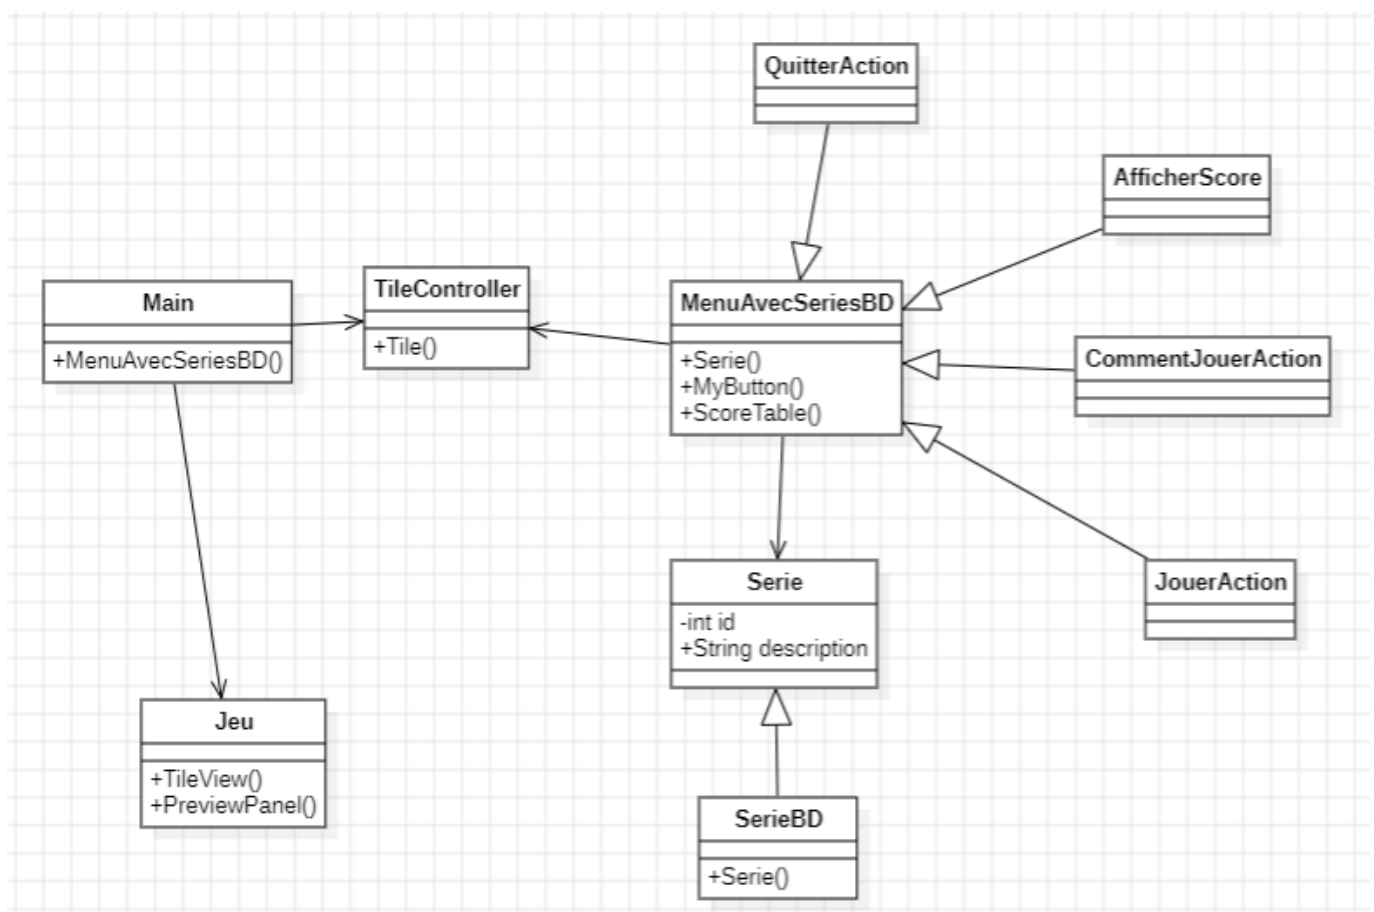 QuitterAction
AfficherScore
TileController
+Tile()
Main
+MenuAvecSeriesBD()
MenuAvecSeriesBD
+Serie()
+MyButton()
+ScoreTable()
CommentJouerAction
Serie
-int id
+String description
JouerAction
Jeu
+TileView()
+PreviewPanel()
SerieBD
+Serie()